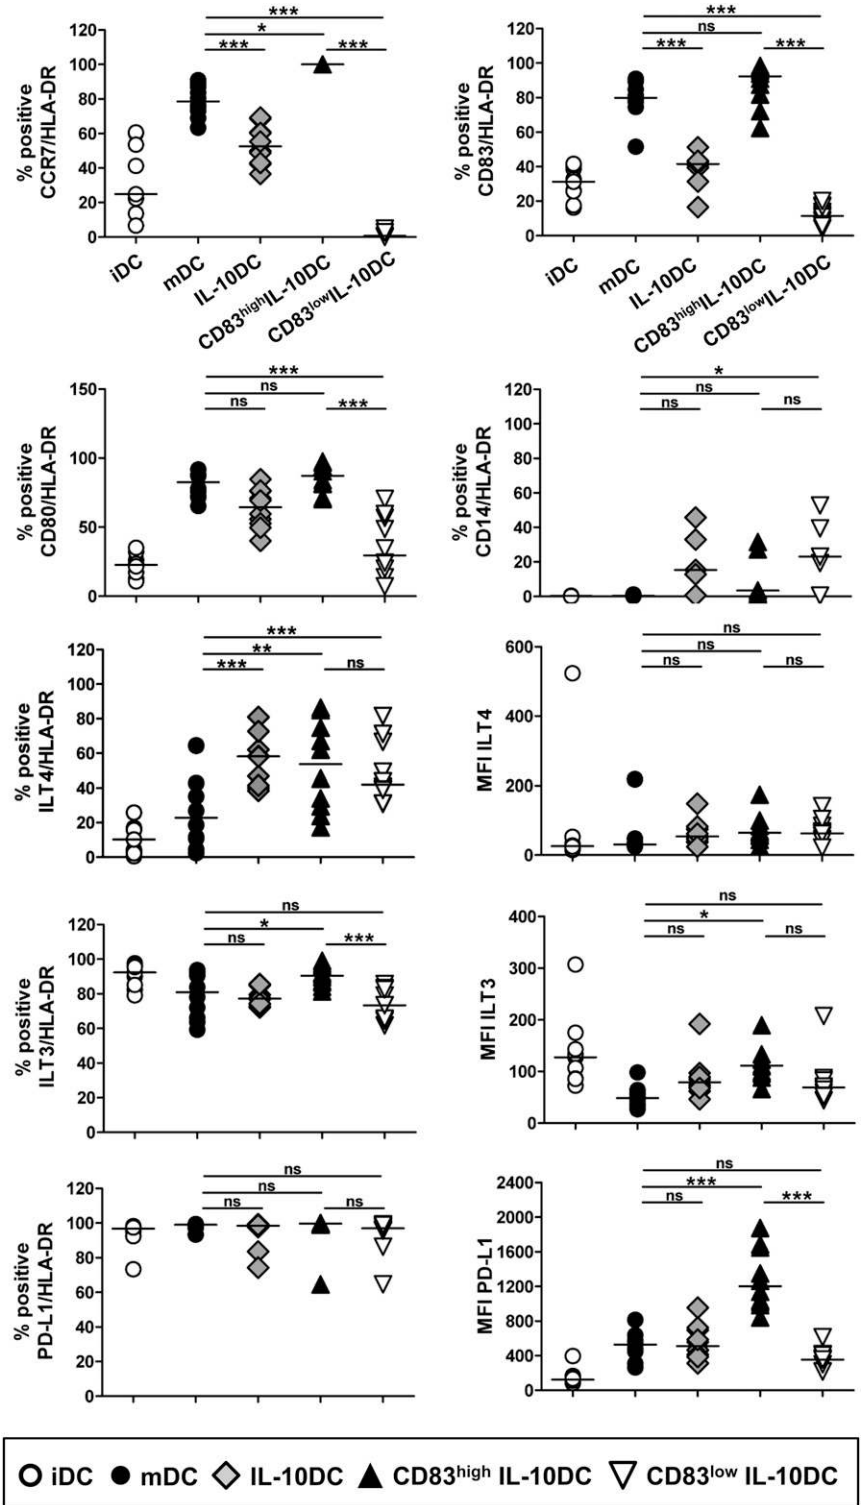 ***
*
***
***
120
100
80
60
40
20
0
% positive
CCR7/HLA-DR
iDC
mDC
IL-10DC
CD83highIL-10DC
CD83lowIL-10DC
***
ns
***
***
120
100
80
60
40
20
0
% positive
CD83/HLA-DR
iDC
mDC
IL-10DC
CD83highIL-10DC
CD83lowIL-10DC
***
ns
ns
***
150
100
50
0
% positive
CD80/HLA-DR
*
ns
ns
ns
120
100
80
60
40
20
0
% positive
CD14/HLA-DR
***
**
***
ns
120
100
80
60
40
20
0
% positive
ILT4/HLA-DR
ns
ns
ns
ns
600
400
200
0
MFI ILT4
ns
*
ns
***
120
100
80
60
40
20
0
% positive
ILT3/HLA-DR
ns
*
ns
ns
400
300
200
100
0
MFI ILT3
ns
ns
ns
ns
120
100
80
60
40
20
0
% positive
PD-L1/HLA-DR
ns
***
ns
***
2400
2000
1600
1200
800
400
0
MFI PD-L1
iDC mDC IL-10DC CD83high IL-10DC CD83low IL-10DC